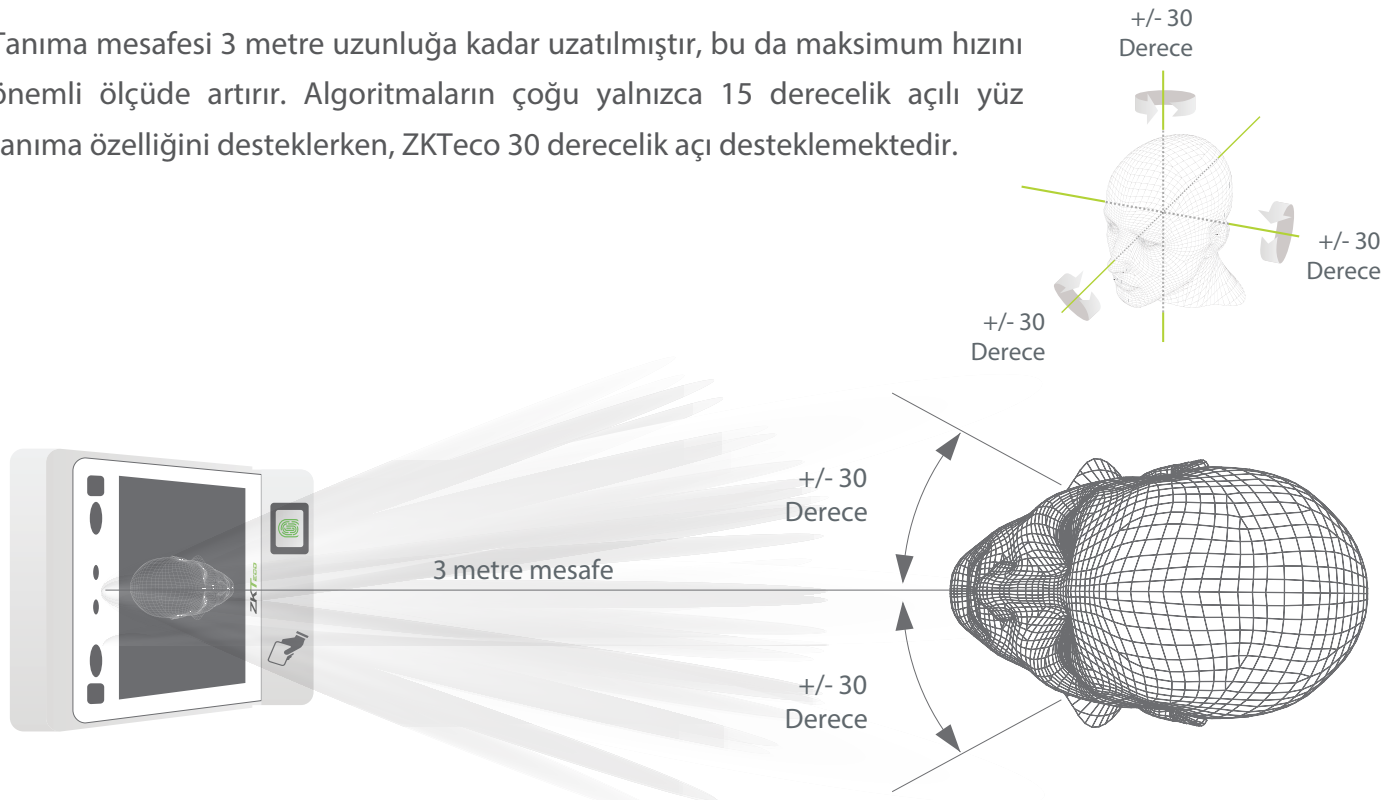 Tanıma mesafesi 3 metre uzunluğa kadar uzatılmıştır, bu da maksimum hızını
önemli ölçüde artırır. Algoritmaların çoğu yalnızca 15 derecelik açılı yüz
tanıma özelliğini desteklerken, ZKTeco 30 derecelik açı desteklemektedir.
+/- 30
Derece
+/- 30
Derece
+/- 30
Derece
+/- 30
Derece
3 metre mesafe
ZKTeco
+/- 30
Derece